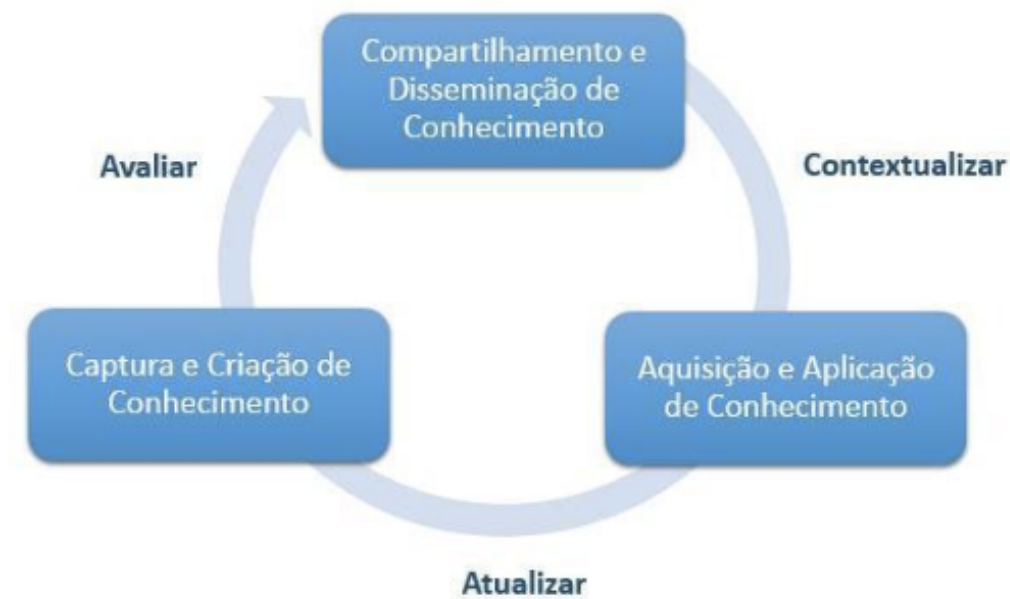 Compartilhamento e
Disseminação de
Conhecimento
Avaliar
Contextualizar
Captura e Criação de
Conhecimento
Aquisição e Aplicação
de Conhecimento
Atualizar